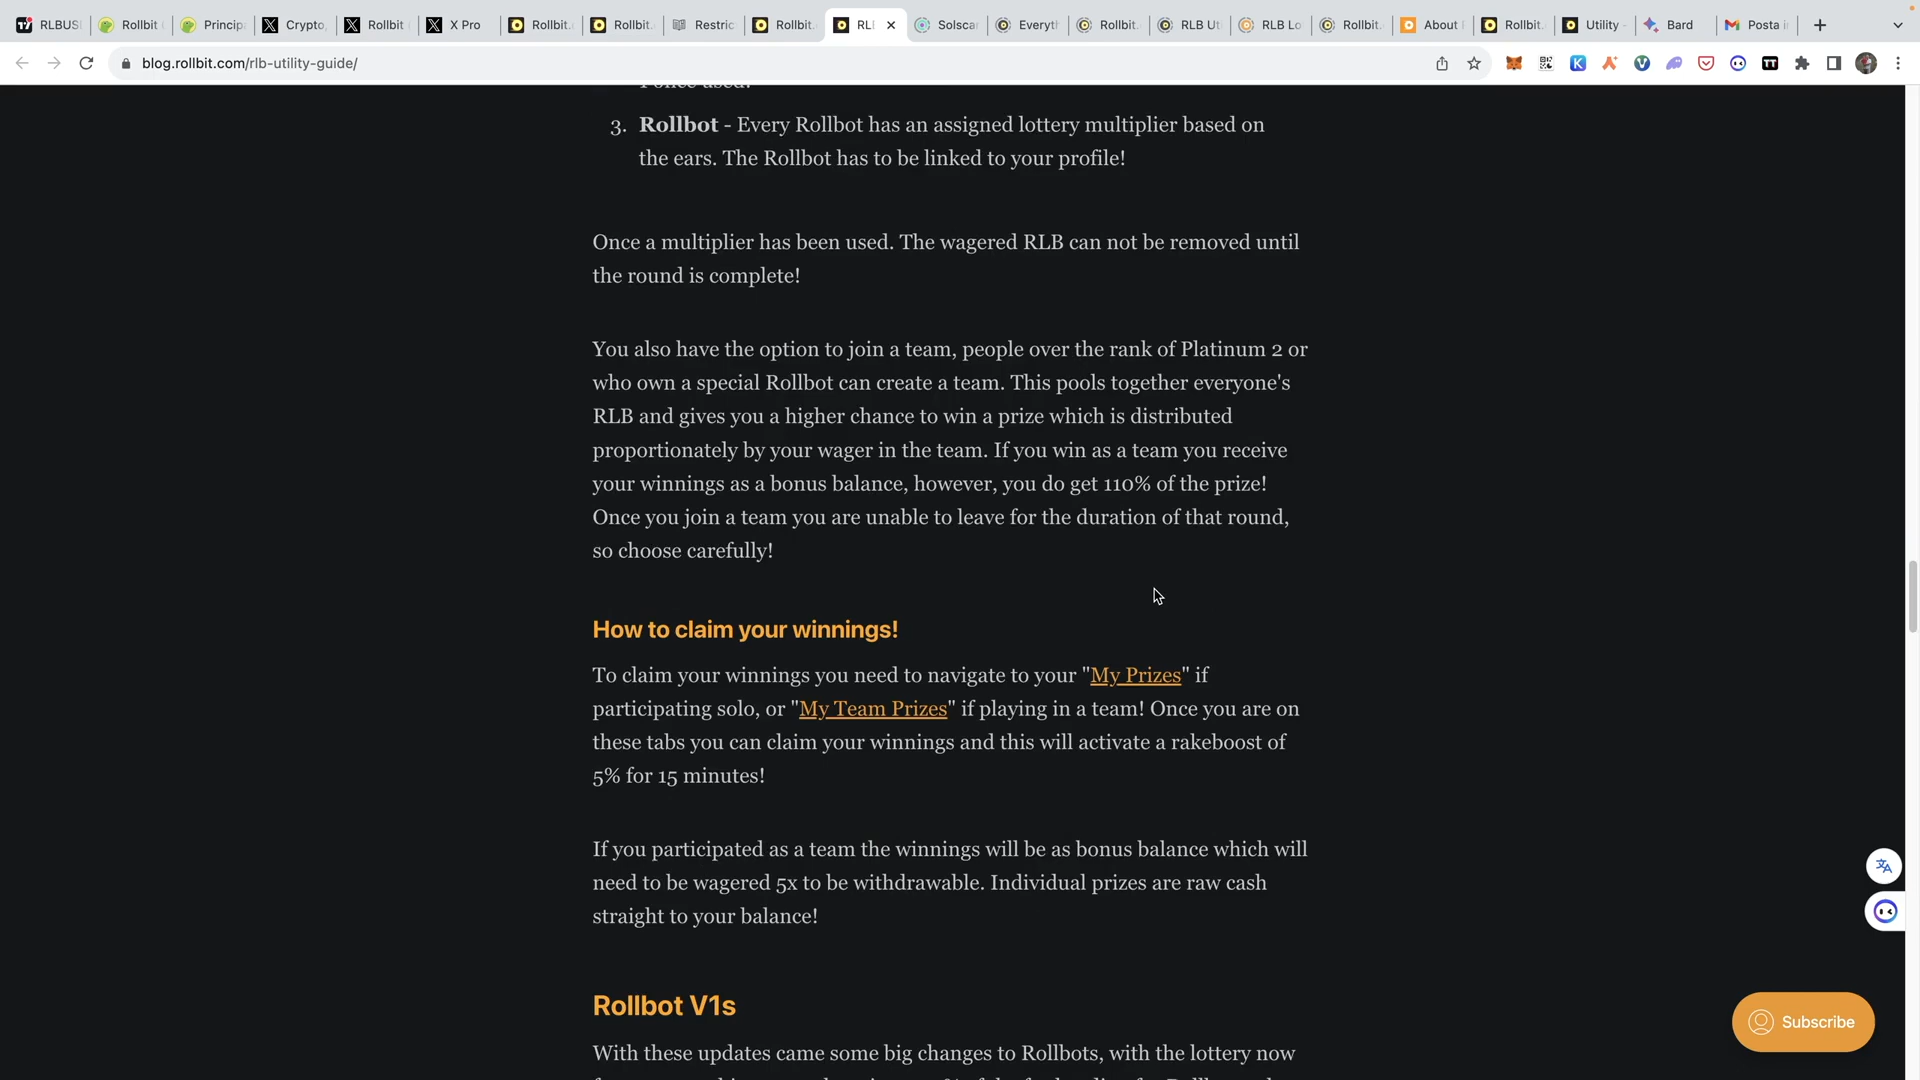 RLBUS
Rollbit
Principa
Crypto,
Rollbit
X Pro
Rollbit.
Rollbit.
Restric
Rollbit.
RL
Solscar
Everyth
Rollbit.
RLB Ut
RLB Lo
Rollbit.
About
Rollbit.
Utility
Bard
Posta i
blog.rollbit.com/rlb-utility-guide/
3. Rollbot - Every Rollbot has an assigned lottery multiplier based on
the ears. The Rollbot has to be linked to your profile!
Once a multiplier has been used. The wagered RLB can not be removed until
the round is complete!
You also have the option to join a team, people over the rank of Platinum 2 or
who own a special Rollbot can create a team. This pools together everyone's
RLB and gives you a higher chance to win a prize which is distributed
proportionately by your wager in the team. If you win as a team you receive
your winnings as a bonus balance, however, you do get 110% of the prize!
Once you join a team you are unable to leave for the duration of that round,
so choose carefully!
How to claim your winnings!
To claim your winnings you need to navigate to your "My Prizes" if
participating solo, or "My Team Prizes" if playing in a team! Once you are on
these tabs you can claim your winnings and this will activate a rakeboost of
5% for 15 minutes!
If you participated as a team the winnings will be as bonus balance which will
need to be wagered 5x to be withdrawable. Individual prizes are raw cash
straight to your balance!
Subscribe
Rollbot V1s
With these updates came some big changes to Rollbots, with the lottery now